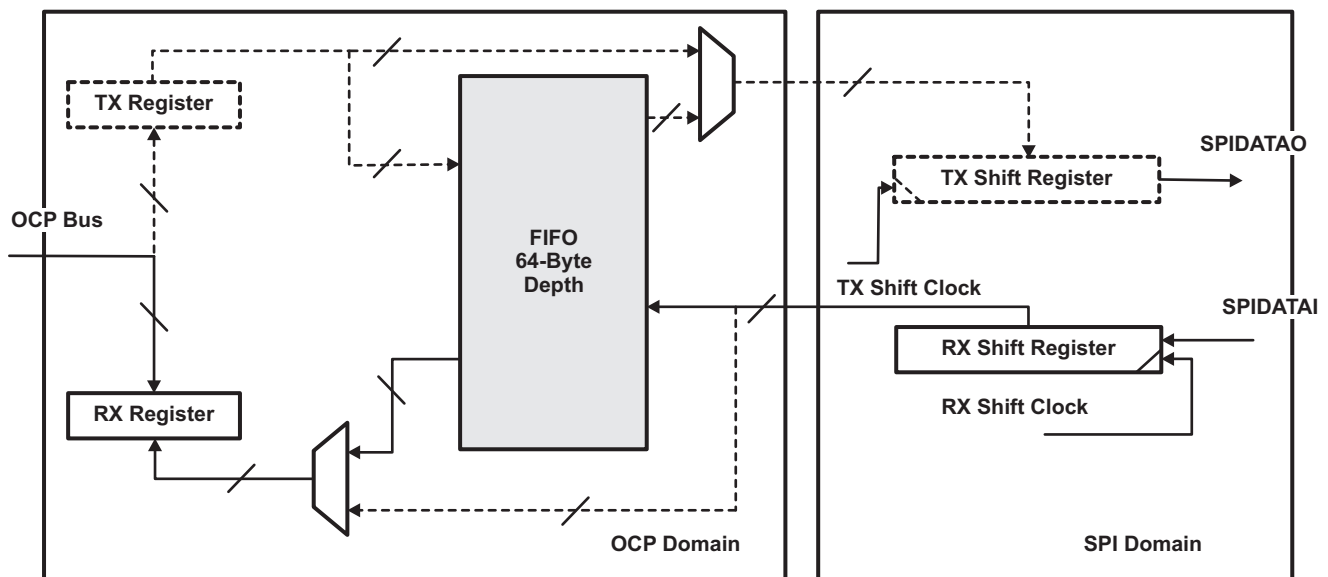 TX Register
SPIDATAO
TX Shift Register
OCP Bus
FIFO
64-Byte
Depth
TX Shift Clock
SPIDATAI
RX Shift Register
RX Register
RX Shift Clock
OCP Domain
SPI Domain